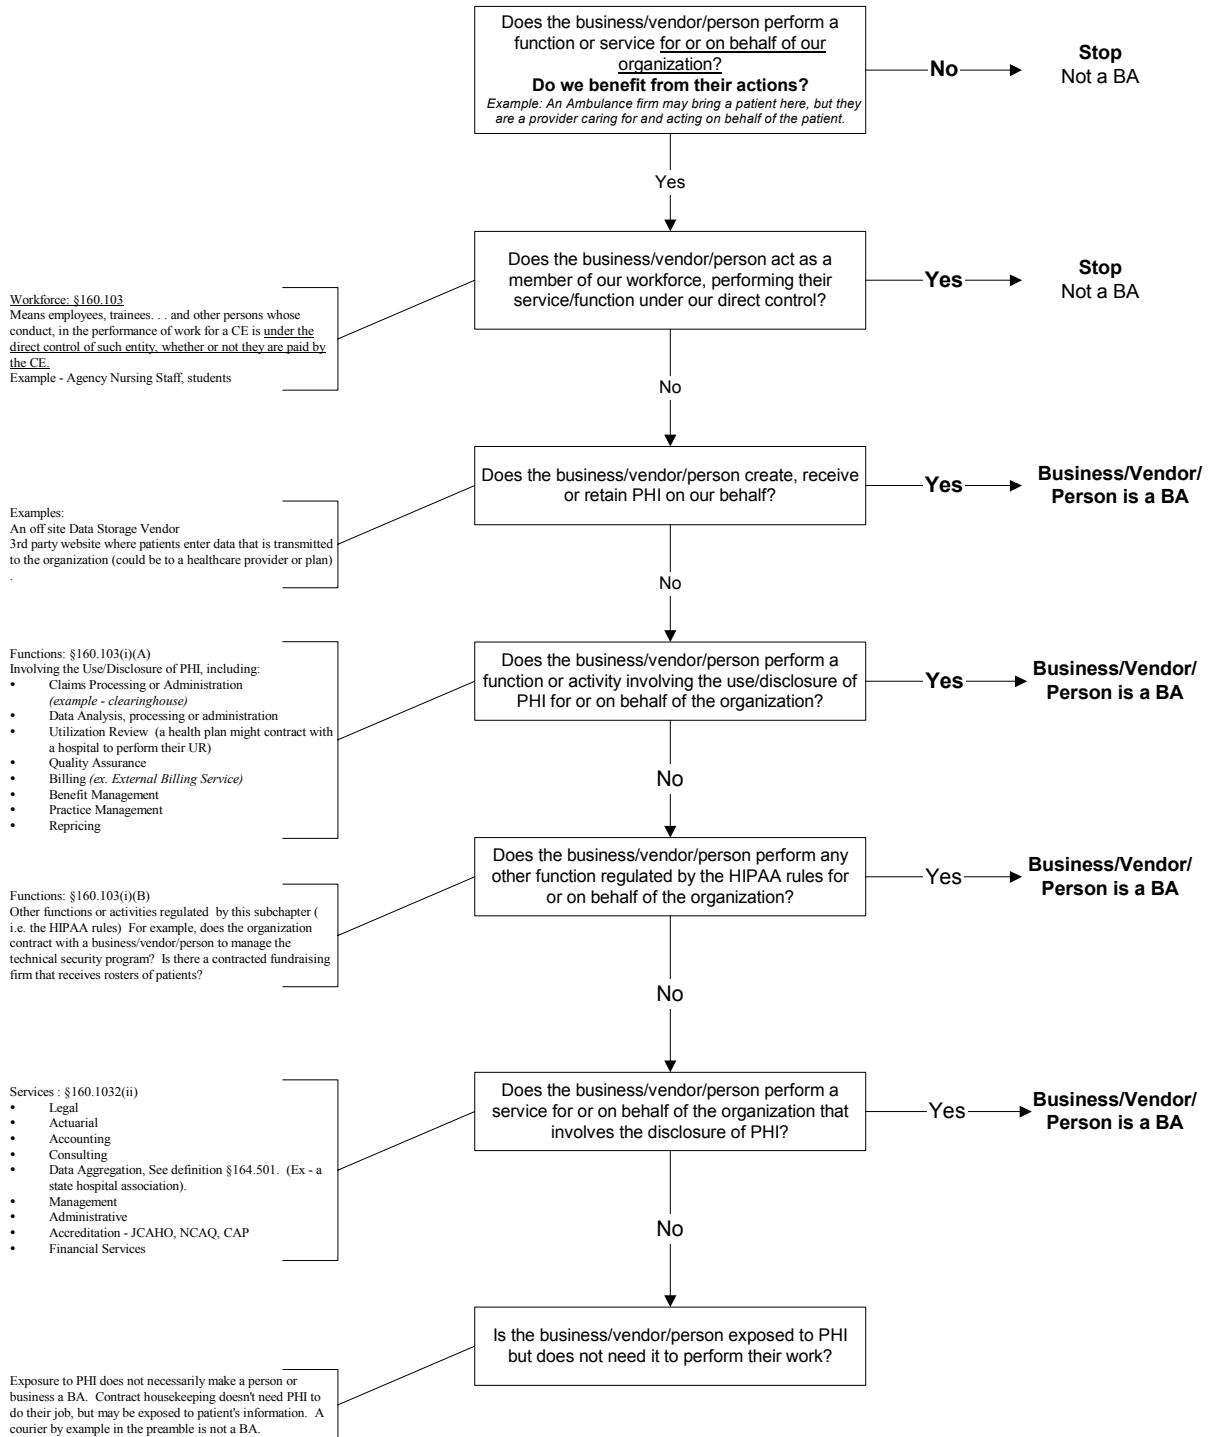 Does the business/vendor/person perform a
function or service for or on behalf of our
organization?
Do we benefit from their actions?
Example: An Ambulance firm may bring a patient here, but they
are a provider caring for and acting on behalf of the patient.
No
Stop
Not a BA
Yes
Does the business/vendor/person act as a
member of our workforce, performing their
service/function under our direct control?
Yes
Stop
Not a BA
Workforce: §160.103
Means employees, trainees. . . and other persons whose
conduct, in the performance of work for a CE is under the
direct control of such entity, whether or not they are paid by
the CE.
Example - Agency Nursing Staff, students
No
Does the business/vendor/person create, receive
or retain PHI on our behalf?
Yes
Business/Vendor/
Person is a BA
Examples:
An off site Data Storage Vendor
3rd party website where patients enter data that is transmitted
to the organization (could be to a healthcare provider or plan)
.
No
Functions: §160.103(i)(A)
Involving the Use/Disclosure of PHI, including:
• Claims Processing or Administration
(example - clearinghouse)
• Data Analysis, processing or administration
• Utilization Review (a health plan might contract with
a hospital to perform their UR)
• Quality Assurance
• Billing (ex. External Billing Service)
• Benefit Management
• Practice Management
• Repricing
Does the business/vendor/person perform a
function or activity involving the use/disclosure of
PHI for or on behalf of the organization?
Yes
Business/Vendor/
Person is a BA
No
Does the business/vendor/person perform any
other function regulated by the HIPAA rules for
or on behalf of the organization?
Yes
Business/Vendor/
Person is a BA
Functions: §160.103(i)(B)
Other functions or activities regulated by this subchapter (
i.e. the HIPAA rules) For example, does the organization
contract with a business/vendor/person to manage the
technical security program? Is there a contracted fundraising
firm that receives rosters of patients?
No
Services : §160.1032(ii)
• Legal
• Actuarial
• Accounting
• Consulting
• Data Aggregation, See definition §164.501. (Ex - a
state hospital association).
• Management
• Administrative
• Accreditation - JCAHO, NCAQ, CAP
• Financial Services
Does the business/vendor/person perform a
service for or on behalf of the organization that
involves the disclosure of PHI?
Yes
Business/Vendor/
Person is a BA
No
Is the business/vendor/person exposed to PHI
but does not need it to perform their work?
Exposure to PHI does not necessarily make a person or
business a BA. Contract housekeeping doesn't need PHI to
do their job, but may be exposed to patient's information. A
courier by example in the preamble is not a BA.